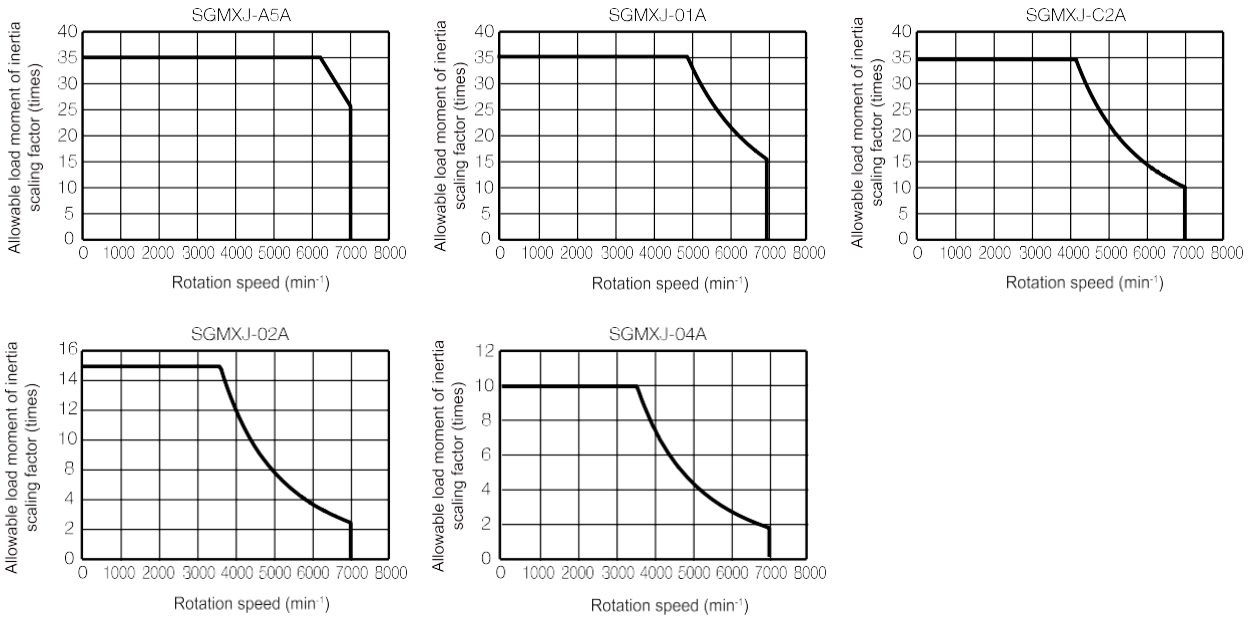 SGMXJ-A5A
Allowable load moment of inertia
scaling factor (times)
40
35
30
25
20
15
10
5
0
0 1000 2000 3000 4000 5000 6000 7000 8000
Rotation speed (min-1)
SGMXJ-01A
Allowable load moment of inertia
scaling factor (times)
40
35
30
25
20
15
10
5
0
0 1000 2000 3000 4000 5000 6000 7000 8000
Rotation speed (min-1)
SGMXJ-C2A
Allowable load moment of inertia
scaling factor (times)
40
35
30
25
20
15
10
5
0
0 1000 2000 3000 4000 5000 6000 7000 8000
Rotation speed (min-1)
SGMXJ-02A
Allowable load moment of inertia
scaling factor (times)
16
14
12
10
8
4
2
0
0 1000 2000 3000 4000 5000 6000 7000 8000
Rotation speed (min-1)
SGMXJ-04A
Allowable load moment of inertia
scaling factor (times)
12
10
8
6
4
2
0
0 1000 2000 3000 4000 5000 6000 7000 8000
Rotation speed (min-1)